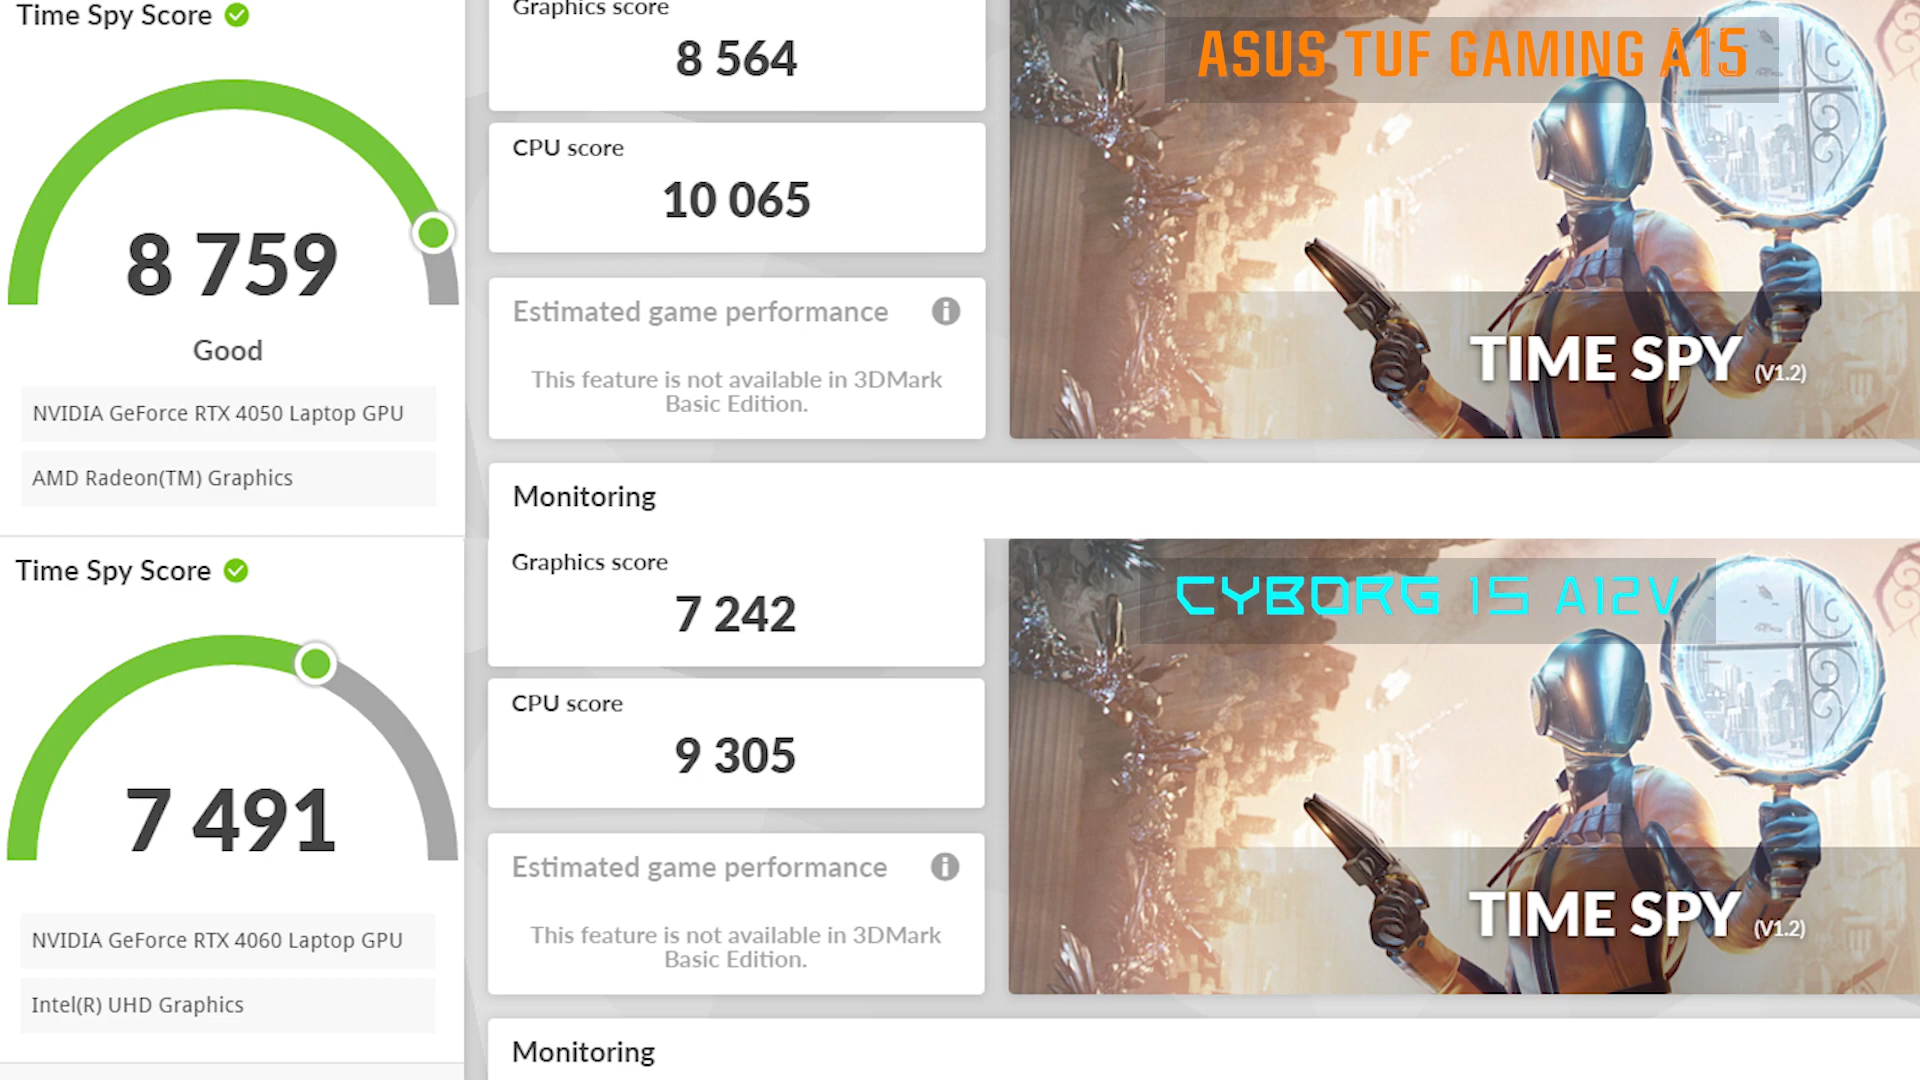 Time Spy Score
8 759
Good
NVIDIA GeForce RTX 4050 Laptop GPU
AMD Radeon(TM) Graphics
Graphics score
8 564
CPU score
10 065
Estimated game performance
This feature is not available in 3DMark
Basic Edition.
Monitoring
ASUS TUF GAMING A15
TIME SPY (V1.2)
Time Spy Score
7 491
NVIDIA GeForce RTX 4060 Laptop GPU
Intel(R) UHD Graphics
Graphics score
7 242
CPU score
9 305
Estimated game performance
This feature is not available in 3DMark
Basic Edition.
Monitoring
CYBORG 15 A12V
TIME SPY (V1.2)